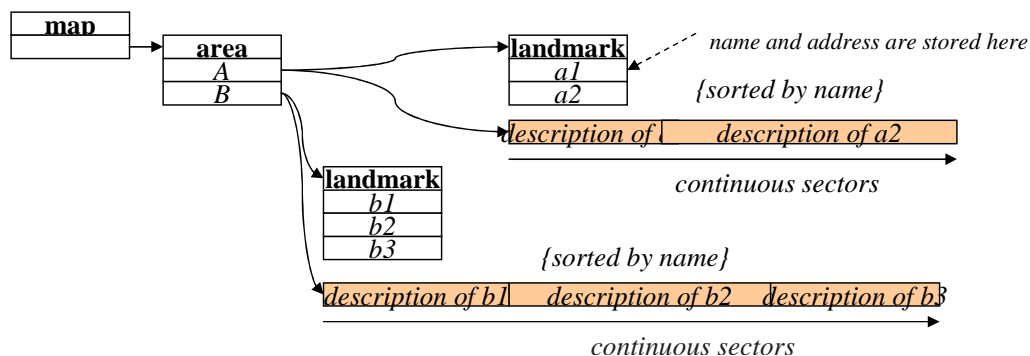 map
area
A
B
landmark
a1
a2
name and address are stored here
{sorted by name}
description of
description of a2
continuous sectors
landmark
b1
b2
b3
{sorted by name}
description of b1
description of b2
description of b3
continuous sectors